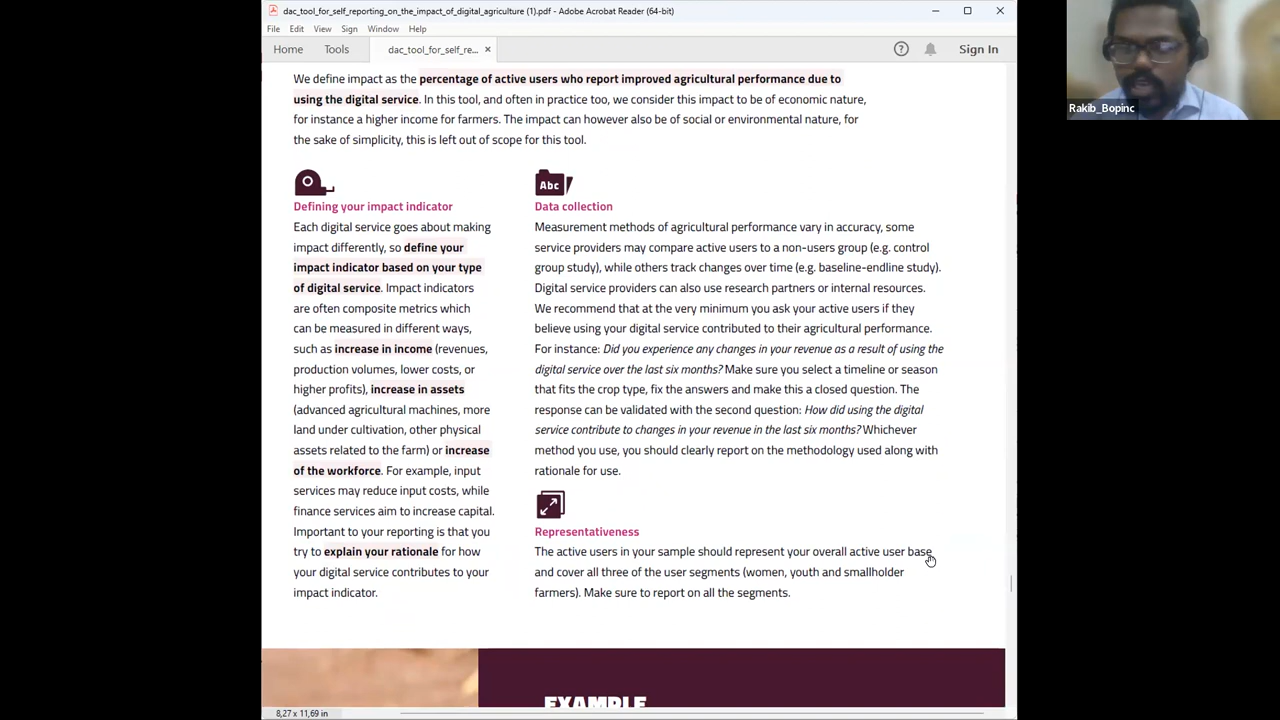 dac_tool_for_self_reporting_on_the_impact_of_digital_agriculture (1).pdf - Adobe Acrobat Reader (64-bit)
File Edit View Sign Window Help
Home Tools dac_tool_for_self_re... × Sign In
We define impact as the percentage of active users who report improved agricultural performance due to
using the digital service. In this tool, and often in practice too, we consider this impact to be of economic nature,
for instance a higher income for farmers. The impact can however also be of social or environmental nature, for
the sake of simplicity, this is left out of scope for this tool.
Defining your impact indicator
Each digital service goes about making
impact differently, so define your
impact indicator based on your type
of digital service. Impact indicators
are often composite metrics which
can be measured in different ways,
such as increase in income (revenues,
production volumes, lower costs, or
higher profits), increase in assets
(advanced agricultural machines, more
land under cultivation, other physical
assets related to the farm) or increase
of the workforce. For example, input
services may reduce input costs, while
finance services aim to increase capital.
Important to your reporting is that you
try to explain your rationale for how
your digital service contributes to your
impact indicator.
Abc
Data collection
Measurement methods of agricultural performance vary in accuracy, some
service providers may compare active users to a non-users group (e.g. control
group study), while others track changes over time (e.g. baseline-endline study).
Digital service providers can also use research partners or internal resources.
We recommend that at the very minimum you ask your active users if they
believe using your digital service contributed to their agricultural performance.
For instance: Did you experience any changes in your revenue as a result of using the
digital service over the last six months? Make sure you select a timeline or season
that fits the crop type, fix the answers and make this a closed question. The
response can be validated with the second question: How did using the digital
service contribute to changes in your revenue in the last six months? Whichever
method you use, you should clearly report on the methodology used along with
rationale for use.
Representativeness
The active users in your sample should represent your overall active user base
and cover all three of the user segments (women, youth and smallholder
farmers). Make sure to report on all the segments.
EXAMPLE
8,27 x 11,69 in
Rakib_Bopinc